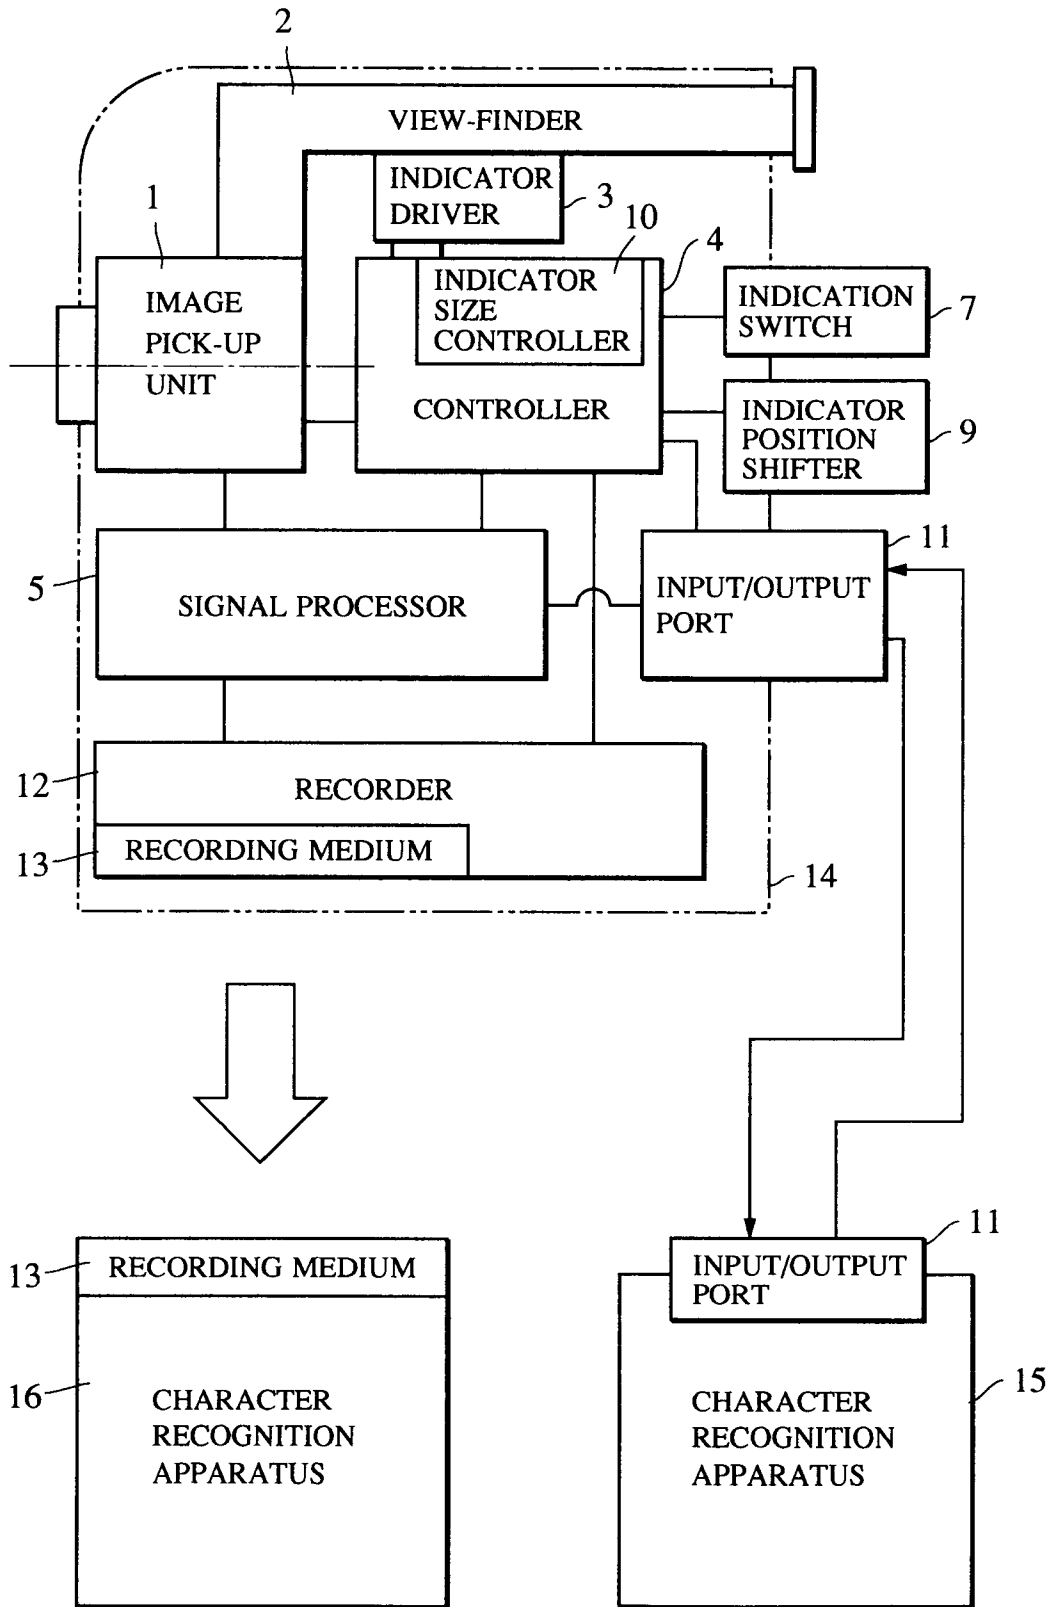 2
VIEW-FINDER
INDICATOR
DRIVER
3
1
10
4
IMAGE
PICK-UP
UNIT
INDICATOR
SIZE
CONTROLLER
CONTROLLER
INDICATION
SWITCH
7
INDICATOR
POSITION
SHIFTER
9
5
SIGNAL PROCESSOR
11
INPUT/OUTPUT
PORT
12
RECORDER
13
RECORDING MEDIUM
14
13
RECORDING MEDIUM
16
CHARACTER
RECOGNITION
APPARATUS
11
INPUT/OUTPUT
PORT
15
CHARACTER
RECOGNITION
APPARATUS